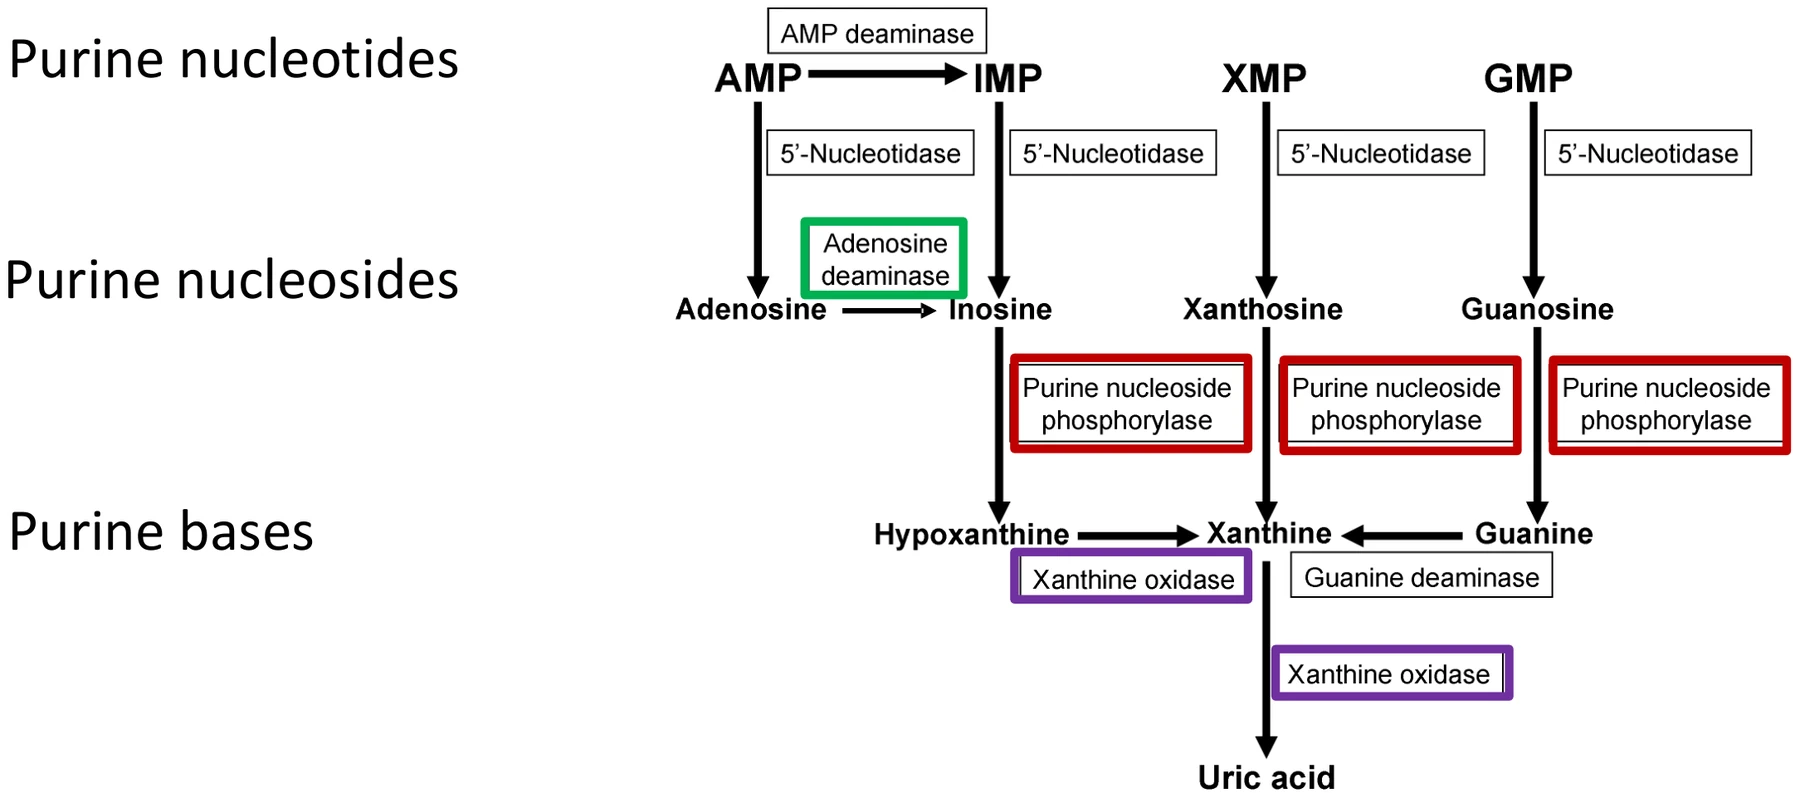 AMP deaminase
Purine nucleotides
AMP
IMP
XMP
GMP
5’-Nucleotidase
5’-Nucleotidase
5’-Nucleotidase
5’-Nucleotidase
Adenosine
deaminase
Purine nucleosides
Adenosine
Inosine
Xanthosine
Guanosine
Purine nucleoside
phosphorylase
Purine nucleoside
phosphorylase
Purine nucleoside
phosphorylase
Purine bases
Hypoxanthine
Xanthine
Guanine
Xanthine oxidase
Guanine deaminase
Xanthine oxidase
Uric acid